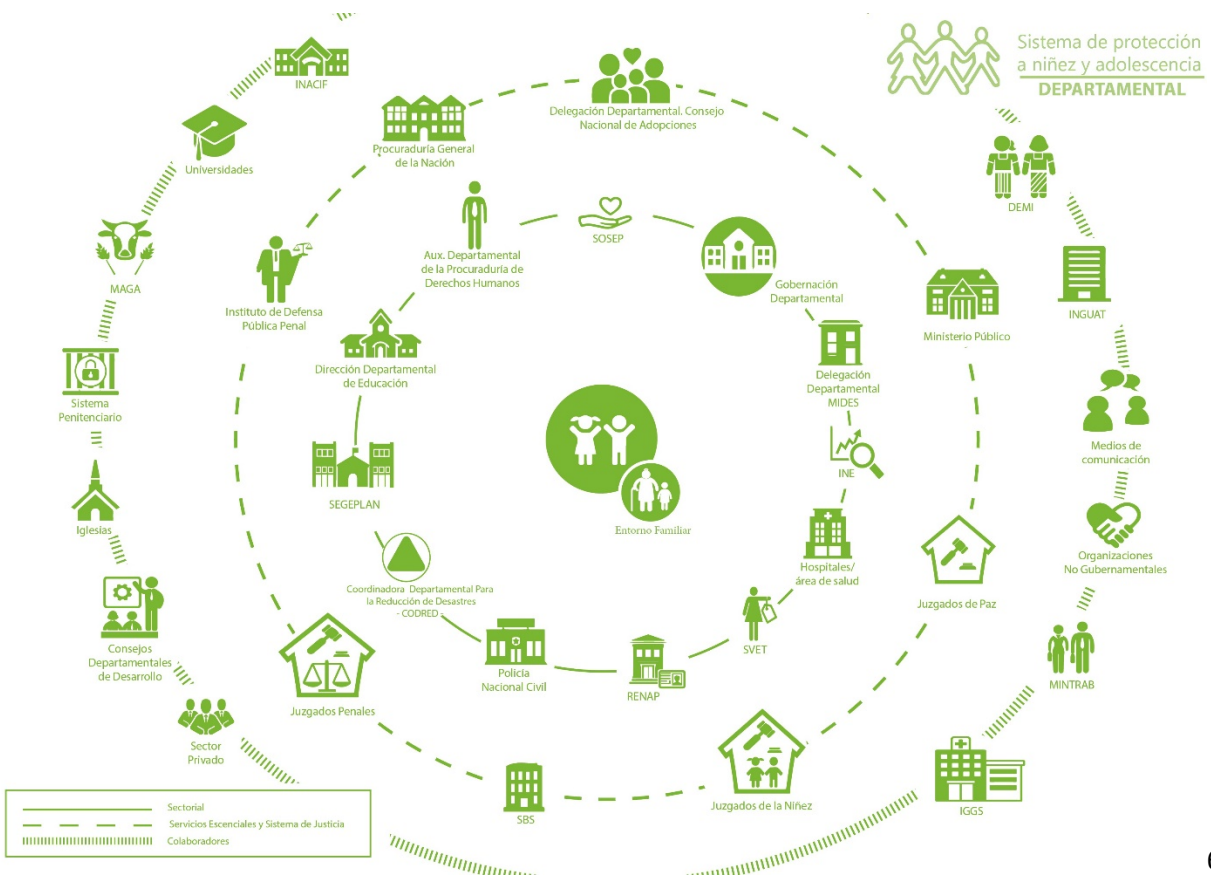 Sistema de protección
a niñez y adolescencia
DEPARTAMENTAL
INACIF
Universidades
MAGA
Sistema
Penitenciario
Iglesias
Consejos
Departamentales
de Desarrollo
Sector
Privado
DEMI
INGUAT
Medios de
comunicación
Organizaciones
No Gubernamentales
MINTRAB
IGGS
Delegación Departamental. Consejo
Nacional de Adopciones
Procuraduría General
de la Nación
Instituto de Defensa
Pública Penal
Juzgados Penales
SBS
Juzgados de la Niñez
Juzgados de Paz
Ministerio Público
SOSEP
Aux. Departamental
de la Procuraduría de
Derechos Humanos
Dirección Departamental
de Educación
SEGEPLAN
Coordinadora Departamental Para
la Reducción de Desastres
- CODRED -
Policía
Nacional Civil
RENAP
SVET
Hospitales/
área de salud
INE
Delegación
Departamental
MIDES
Gobernación
Departamental
Entorno Familiar
Sectorial
Servicios Escenciales y Sistema de Justicia
Colaboradores